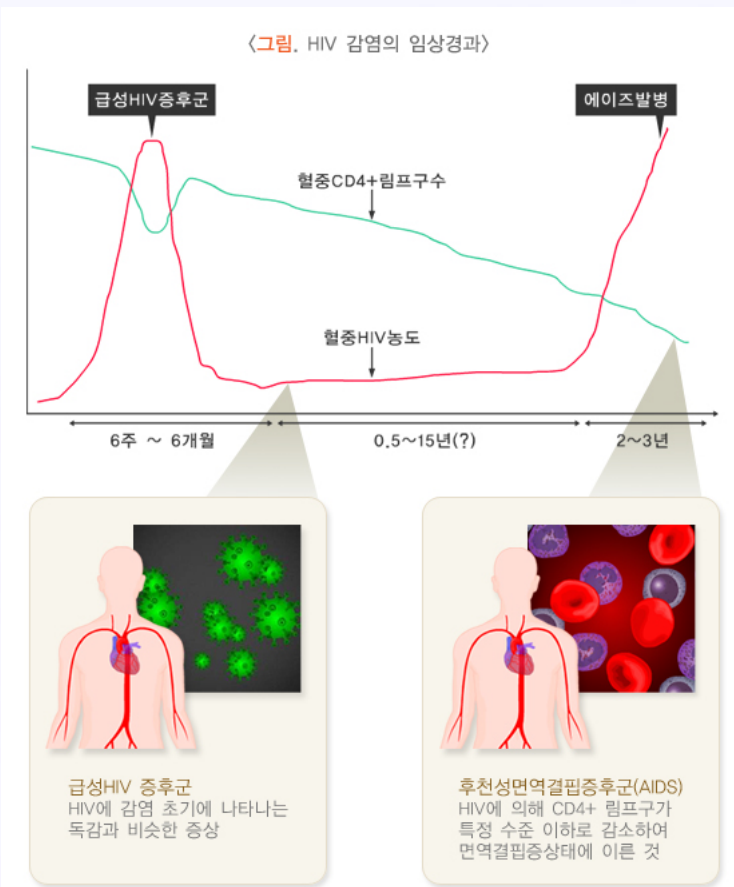 <그림. HIV 감염의 임상경과>
급성HIV증후군
에이즈발병
혈중CD4+림프구수
혈중HIV농도
6주 ~ 6개월
0.5~15년(?)
2~3년
급성HIV 증후군
HIV에 감염 초기에 나타나는
독감과 비슷한 증상
후천성면역결핍증후군(AIDS)
HIV에 의해 CD4+ 림프구가
특정 수준 이하로 감소하여
면역결핍증상태에 이른 것